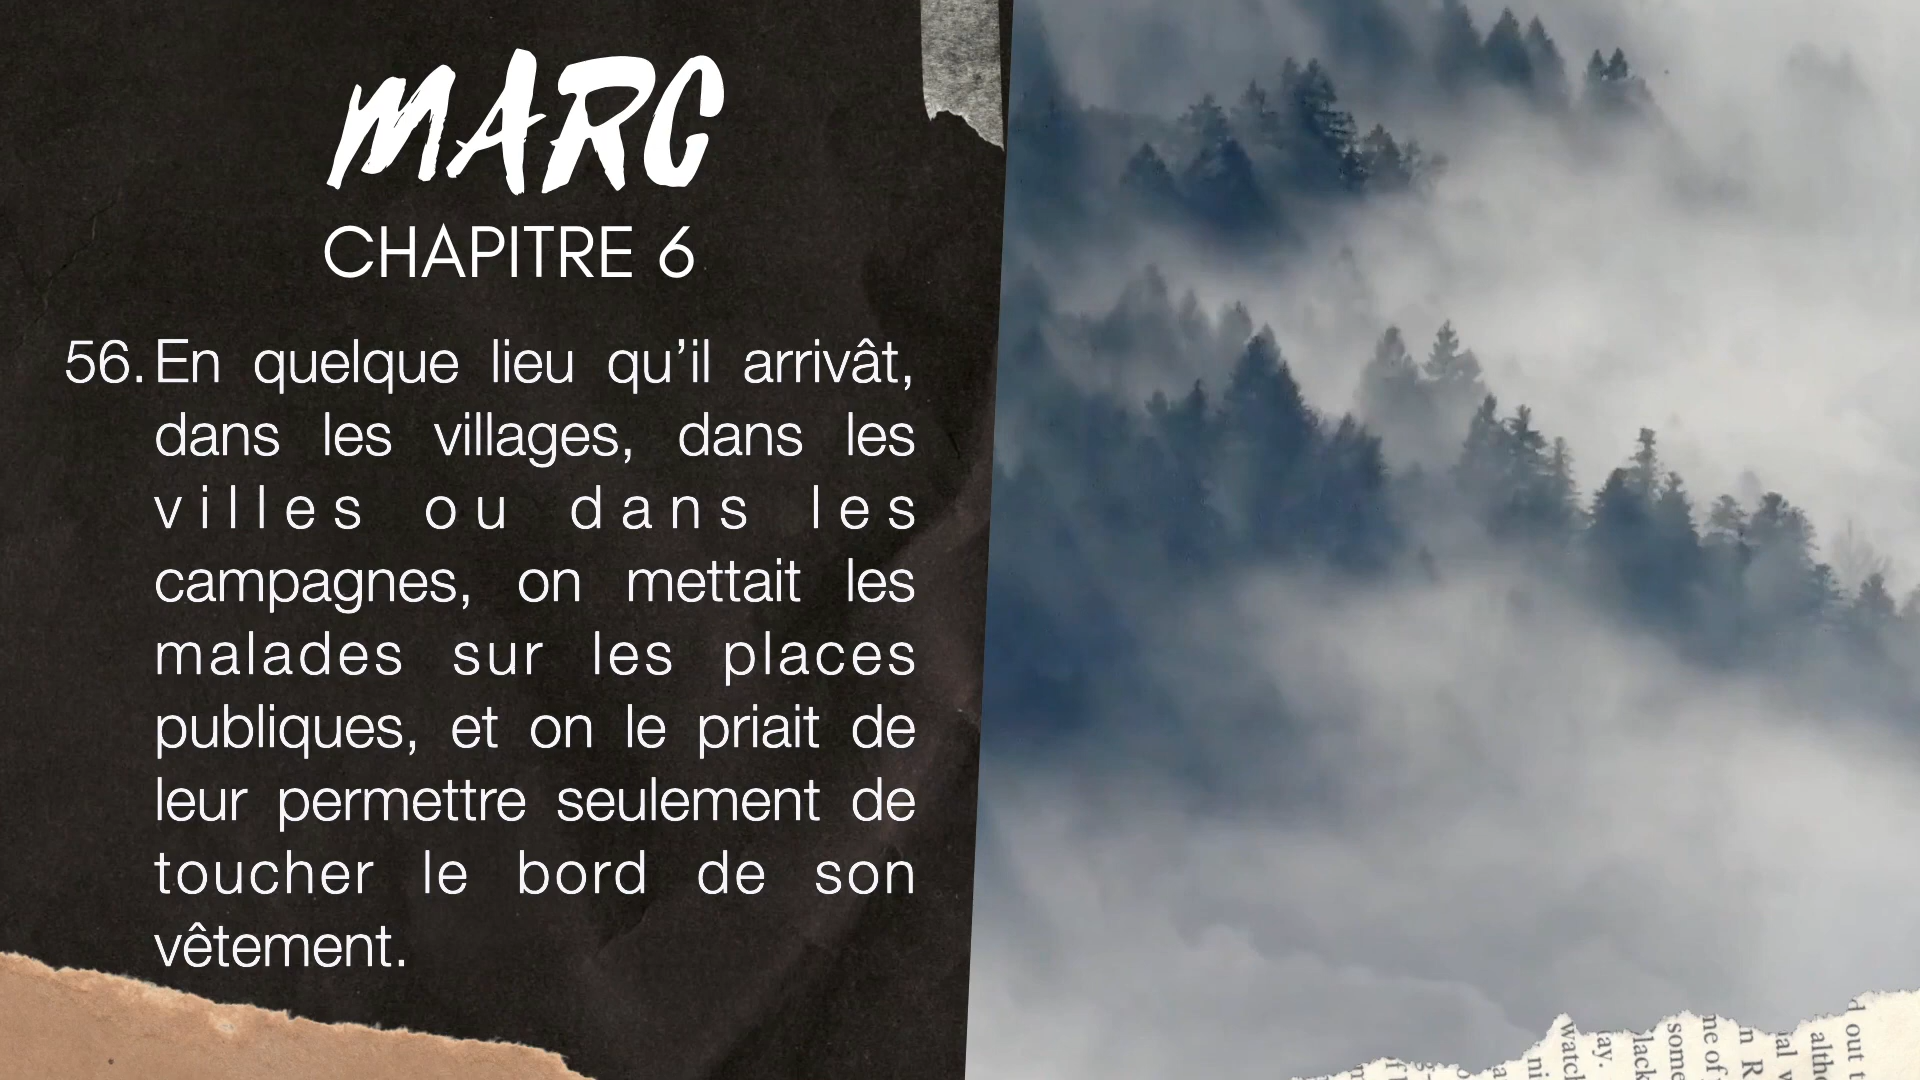 MARC
CHAPITRE 6
56. En quelque lieu qu’il arrivât,
dans les villages, dans les
villes ou dans les
campagnes, on mettait les
malades sur les places
publiques, et on le priait de
leur permettre seulement de
toucher le bord de son
vêtement.